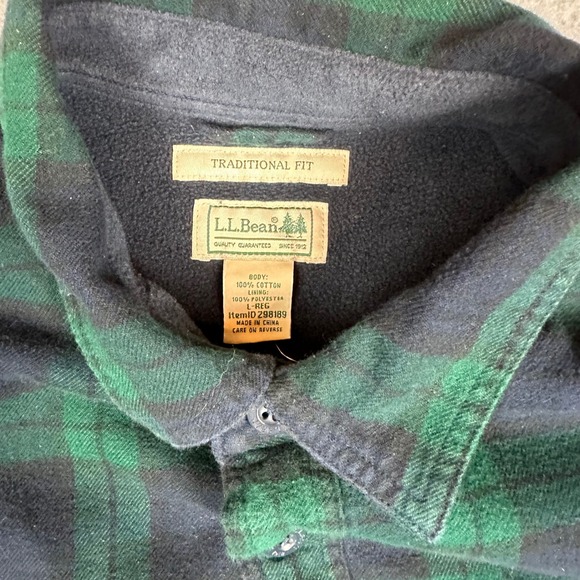 TRADITIONAL FIT
L.L.Bean®
QUALITY GUARANTEED SINCE 1912
BODY:
100% COTTON
LINING:
100% POLYESTER
L-REG
ItemID 298189
MADE IN CHINA
CARE ON REVERSE